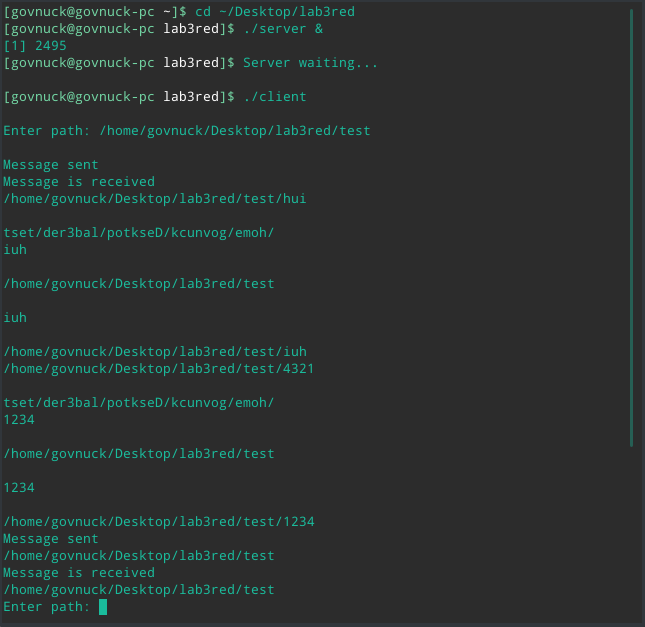 [govnuck@govnuck-pc ~]$ cd ~/Desktop/lab3red
[govnuck@govnuck-pc lab3red]$ ./server &
[1] 2495
[govnuck@govnuck-pc lab3red]$ Server waiting...
[govnuck@govnuck-pc lab3red]$ ./client
Enter path: /home/govnuck/Desktop/lab3red/test
Message sent
Message is received
/home/govnuck/Desktop/lab3red/test/hui
tset/der3bal/potkseD/kcunvog/emoh/
iuh
/home/govnuck/Desktop/lab3red/test
iuh
/home/govnuck/Desktop/lab3red/test/iuh
/home/govnuck/Desktop/lab3red/test/4321
tset/der3bal/potkseD/kcunvog/emoh/
1234
/home/govnuck/Desktop/lab3red/test
1234
/home/govnuck/Desktop/lab3red/test/1234
Message sent
/home/govnuck/Desktop/lab3red/test
Message is received
/home/govnuck/Desktop/lab3red/test
Enter path: